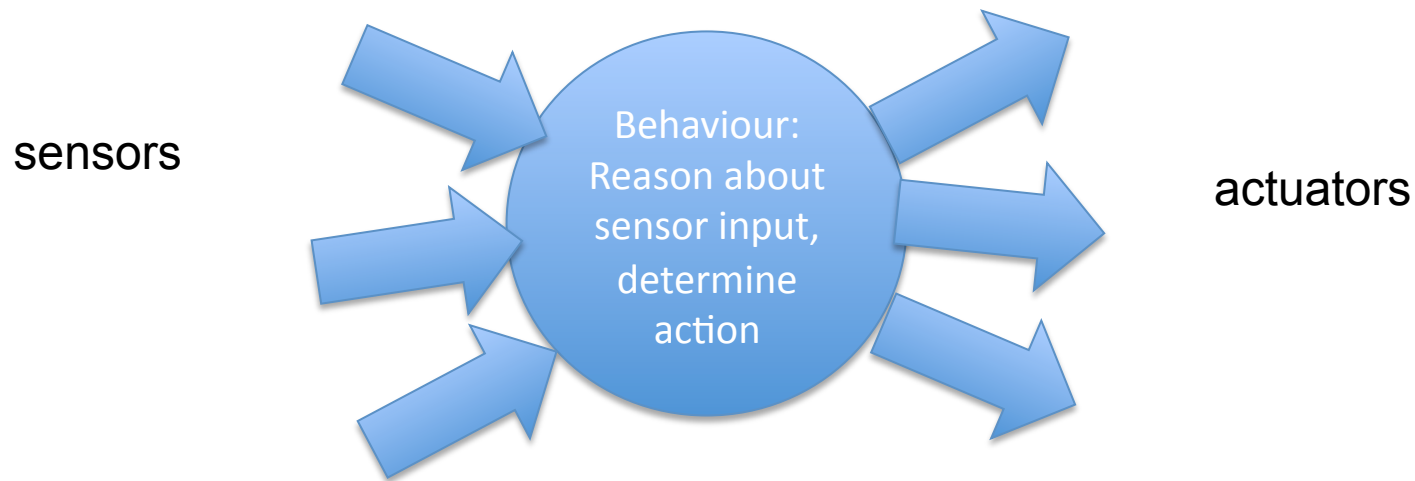 sensors
Behaviour:
Reason about
sensor input,
determine
action
actuators